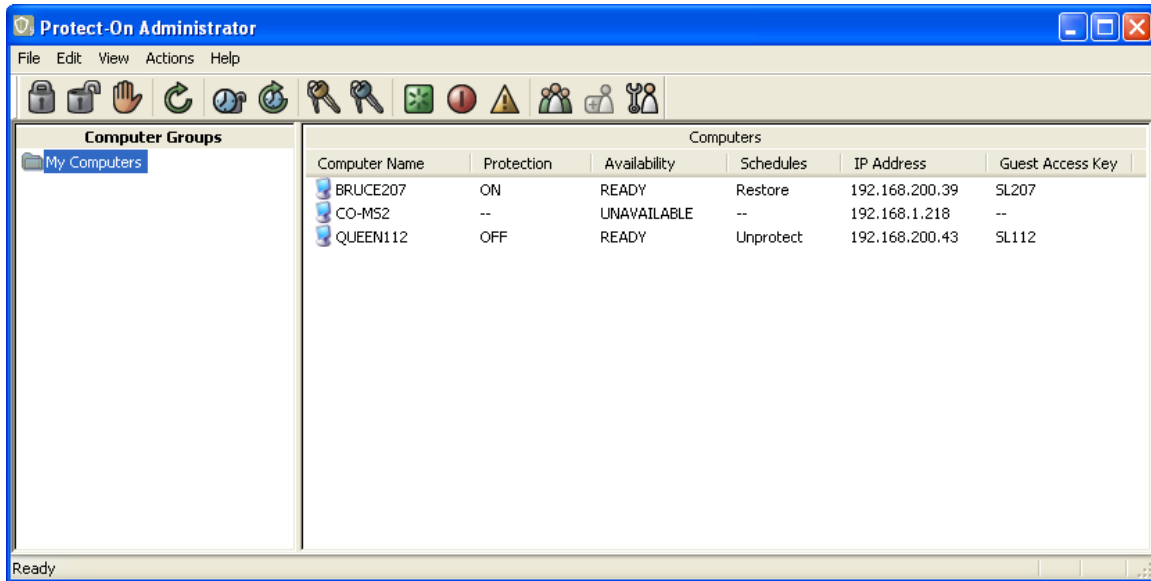 Protect-On Administrator
File Edit View Actions Help
Computer Groups
Computers
My Computers
Computer Name Protection Availability Schedules IP Address Guest Access Key
BRUCE207 ON READY Restore 192.168.200.39 SL207
CO-MS2 -- UNAVAILABLE -- 192.168.1.218 --
QUEEN112 OFF READY Unprotect 192.168.200.43 SL112
Ready